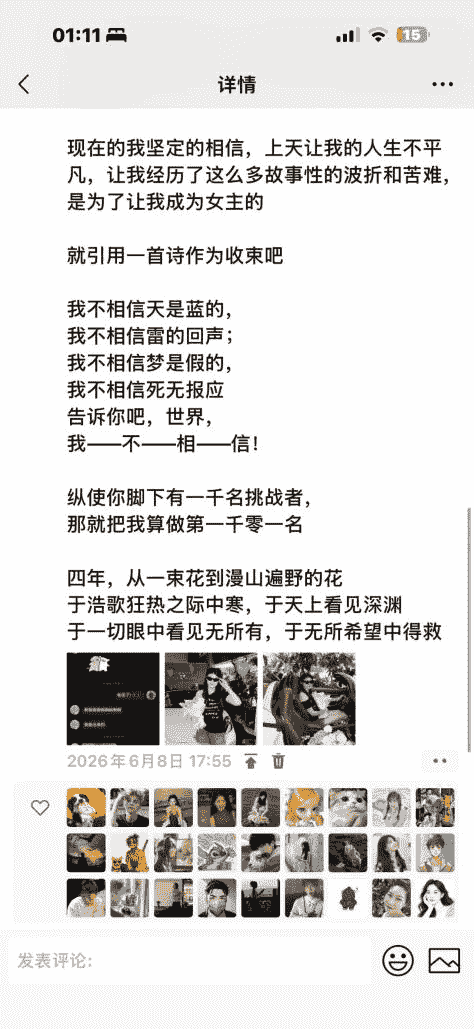 01:11
15
详情
现在的我坚定的相信，上天让我的人生不平
凡，让我经历了这么多故事性的波折和苦难，
是为了让我成为女主的
就引用一首诗作为收束吧
我不相信天是蓝的，
我不相信雷的回声；
我不相信梦是假的，
我不相信死无报应
告诉你吧，世界，
我——不——相——信！
纵使你脚下有一千名挑战者，
那就把我算做第一千零一名
四年，从一束花到漫山遍野的花
于浩歌狂热之际中寒，于天上看见深渊
于一切眼中看见无所有，于无所希望中得救
2026年6月8日 17:55
发表评论: